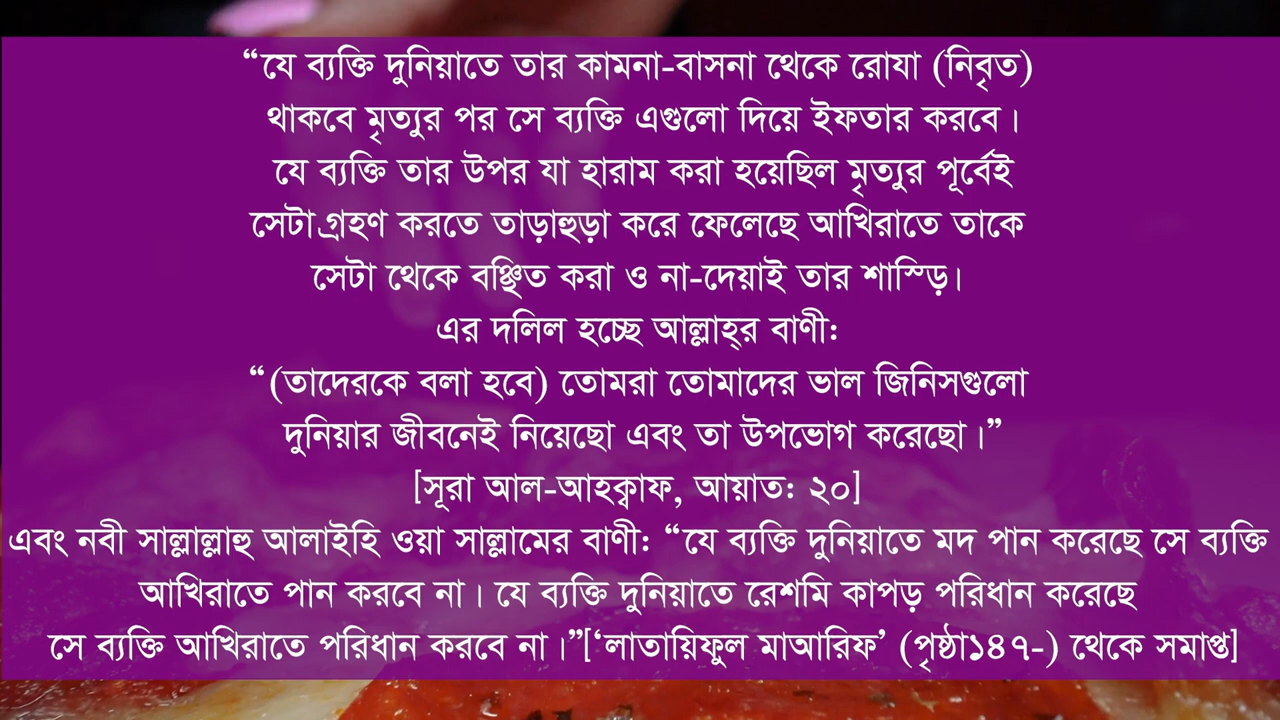 “যে ব্যক্তি দুনিয়াতে তার কামনা-বাসনা থেকে রোযা (নিবৃত)
থাকবে মৃত্যুর পর সে ব্যক্তি এগুলো দিয়ে ইফতার করবে।
যে ব্যক্তি তার উপর যা হারাম করা হয়েছিল মৃত্যুর পূর্বেই
সেটা গ্রহণ করতে তাড়াহুড়া করে ফেলেছে আখিরাতে তাকে
সেটা থেকে বঞ্চিত করা ও না-দেয়াই তার শাস্ড়ি।
এর দলিল হচ্ছে আল্লাহ্‌র বাণী:
“(তাদেরকে বলা হবে) তোমরা তোমাদের ভাল জিনিসগুলো
দুনিয়ার জীবনেই নিয়েছো এবং তা উপভোগ করেছো।”
[সূরা আল-আহক্বাফ, আয়াত: ২০]
এবং নবী সাল্লাল্লাহু আলাইহি ওয়া সাল্লামের বাণী: “যে ব্যক্তি দুনিয়াতে মদ পান করেছে সে ব্যক্তি
আখিরাতে পান করবে না। যে ব্যক্তি দুনিয়াতে রেশমি কাপড় পরিধান করেছে
সে ব্যক্তি আখিরাতে পরিধান করবে না।”[‘লাতায়িফুল মাআরিফ’ (পৃষ্ঠা১৪৭-) থেকে সমাপ্ত]